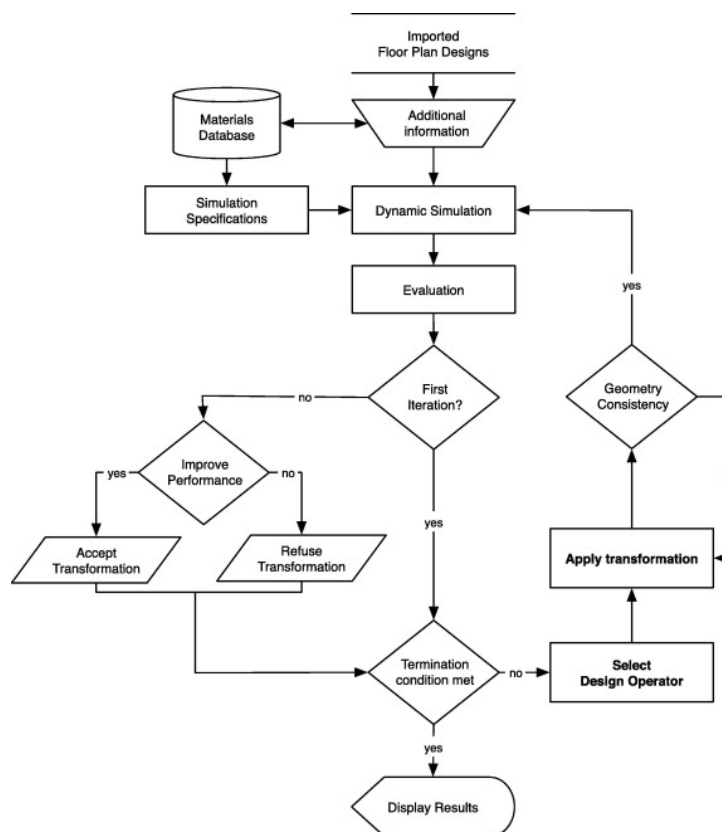 Imported
Floor Plan Designs
Materials
Database
Additional
information
Simulation
Specifications
Dynamic Simulation
Evaluation
yes
First
Iteration?
Geometry
Consistency
no
Improve
Performance
yes
no
yes
Accept
Transformation
Refuse
Transformation
Apply transformation
Termination
condition met
no
Select
Design Operator
yes
Display Results